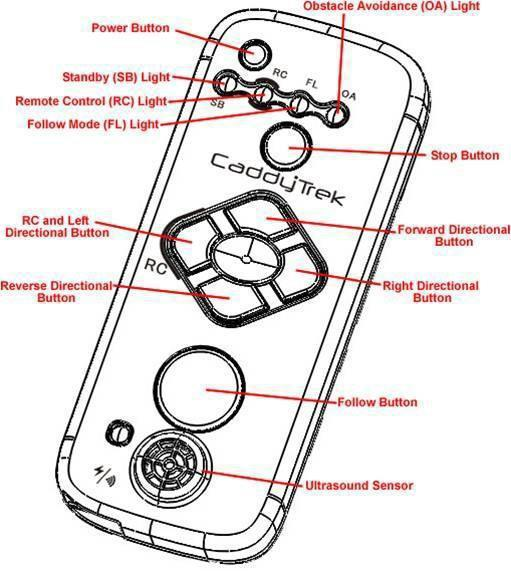 Obstacle Avoidance (OA) Light
Power Button
Standby (SB) Light
RC
FL
OA
Remote Control (RC) Light
SB
Follow Mode (FL) Light
Stop Button
CaddyTrek
RC and Left
Directional Button
Forward Directional
Button
RC
Reverse Directional
Button
Right Directional
Button
Follow Button
Ultrasound Sensor